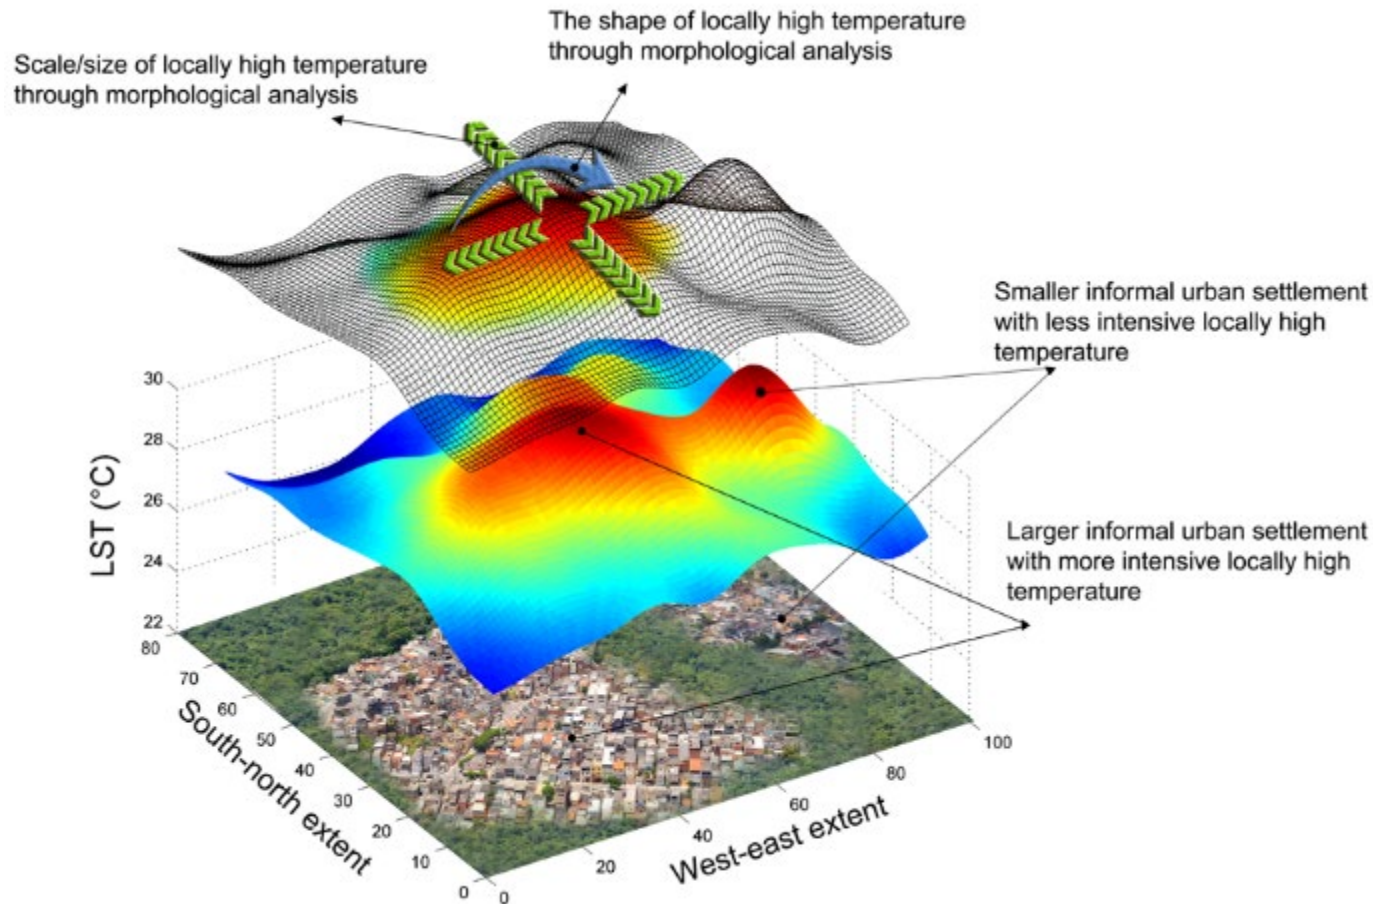 The shape of locally high temperature
through morphological analysis
Scale/size of locally high temperature
through morphological analysis
Smaller informal urban settlement
with less intensive locally high
temperature
Larger informal urban settlement
with more intensive locally high
temperature
LST (°C)
30
28
26
24
22
South-north extent
80
70
60
50
40
30
20
10
0
West-east extent
0
20
40
60
80
100